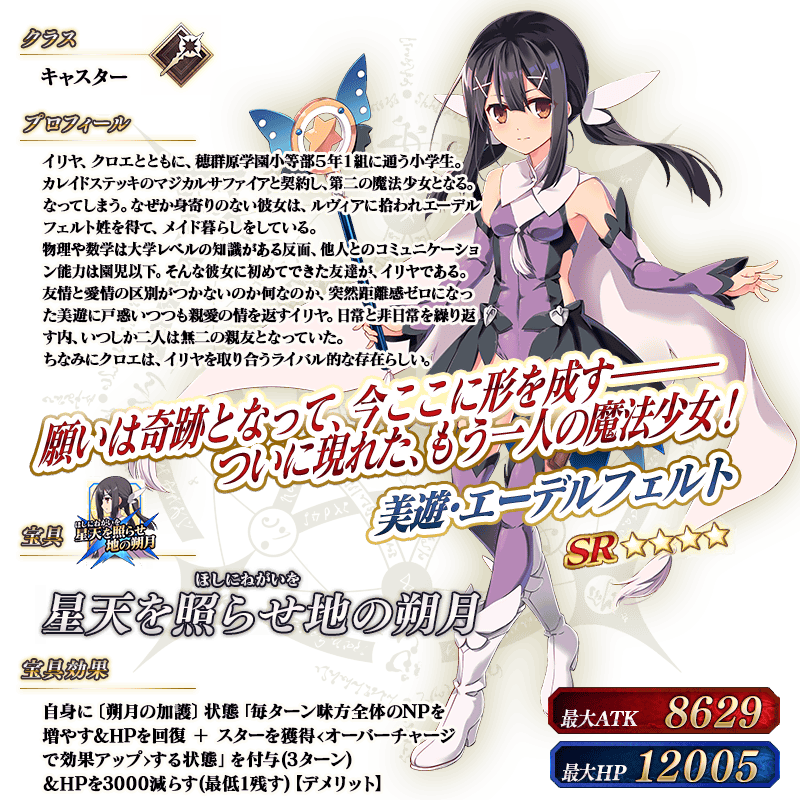 クラス
キャスター
プロフィール
イリヤ、クロエとともに、穂群原学園小等部5年1組に通う小学生。
カレイドステッキのマジカルサファイアと契約し、第二の魔法少女となる。
なってしまう。なぜか身寄りのない彼女は、ルヴィアに拾われエーデル
フェルト姓を得て、メイド暮らしをしている。
物理や数学は大学レベルの知識がある反面、他人とのコミュニケーショ
ン能力は園児以下。そんな彼女に初めてできた友達が、イリヤである。
友情と愛情の区別がつかないのか何なのか、突然距離感ゼロになっ
た美遊に戸惑いつつも親愛の情を返すイリヤ。日常と非日常を繰り返
す内、いつしか二人は無二の親友となっていた。
ちなみにクロエは、イリヤを取り合うライバル的な存在らしい。
願いは奇跡となって、今ここに形を成す――
ついに現れた、もう一人の魔法少女！
美遊・エーデルフェルト
SR
宝具
ほしにねがいを
星天を照らせ
地の朔月
ほしにねがいを
星天を照らせ地の朔月
宝具効果
自身に〔朔月の加護〕状態「毎ターン味方全体のNPを
増やす&HPを回復 + スターを獲得<オーバーチャージ
で効果アップ>する状態」を付与(3ターン)
&HPを3000減らす(最低1残す)【デメリット】
最大ATK 8629
最大HP 12005